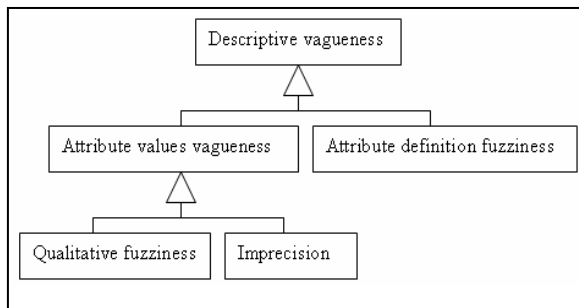 Descriptive vagueness
Attribute values vagueness
Attribute definition fuzziness
Qualitative fuzziness
Imprecision